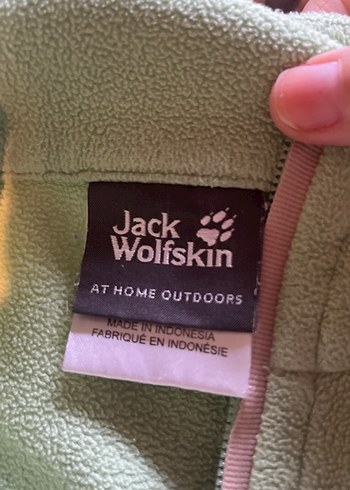 Jack
Wolfskin
AT HOME OUTDOORS
MADE IN INDONESIA
FABRIQUÉ EN INDONÉSIE